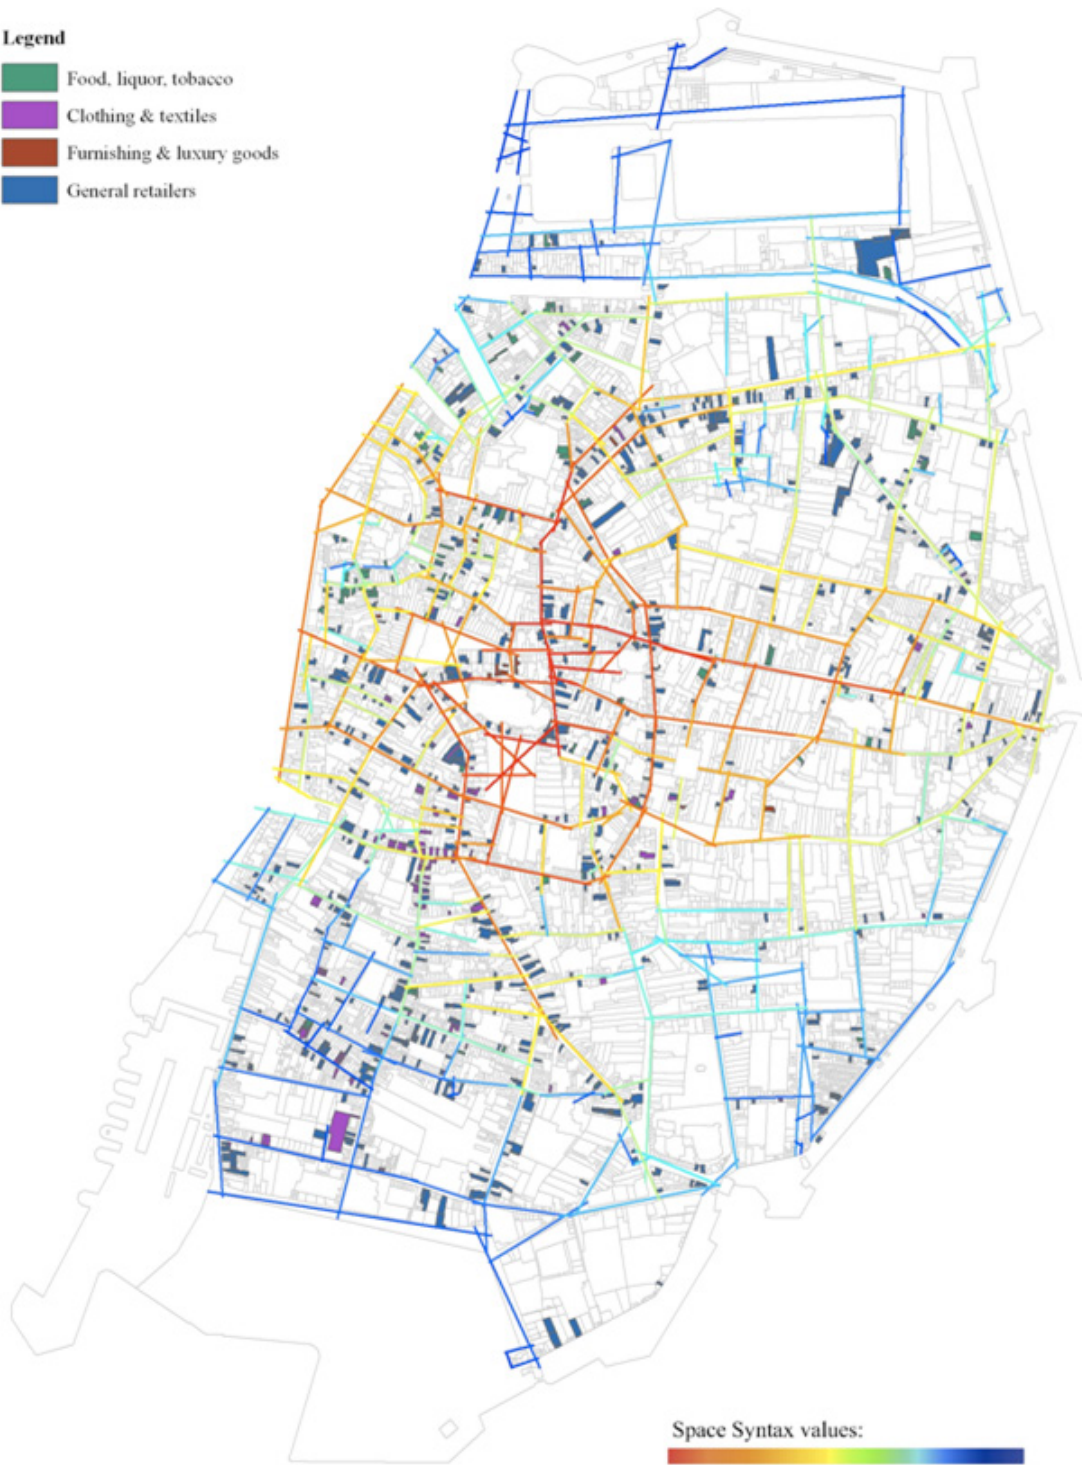 Legend
Food, liquor, tobacco
Clothing & textiles
Furnishing & luxury goods
General retailers
Space Syntax values: